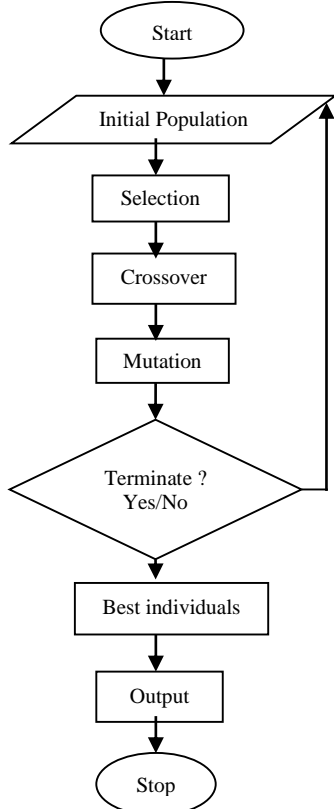 Start
Initial Population
Selection
Crossover
Mutation
Terminate ?
Yes/No
Best individuals
Output
Stop